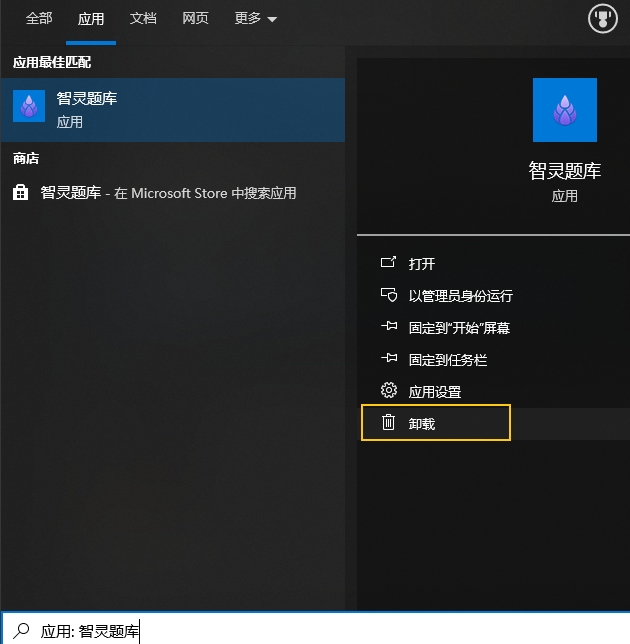 全部 应用 文档 网页 更多
应用最佳匹配
智灵题库
应用
商店
智灵题库 - 在 Microsoft Store 中搜索应用
智灵题库
应用
打开
以管理员身份运行
固定到“开始”屏幕
固定到任务栏
应用设置
卸载
应用: 智灵题库